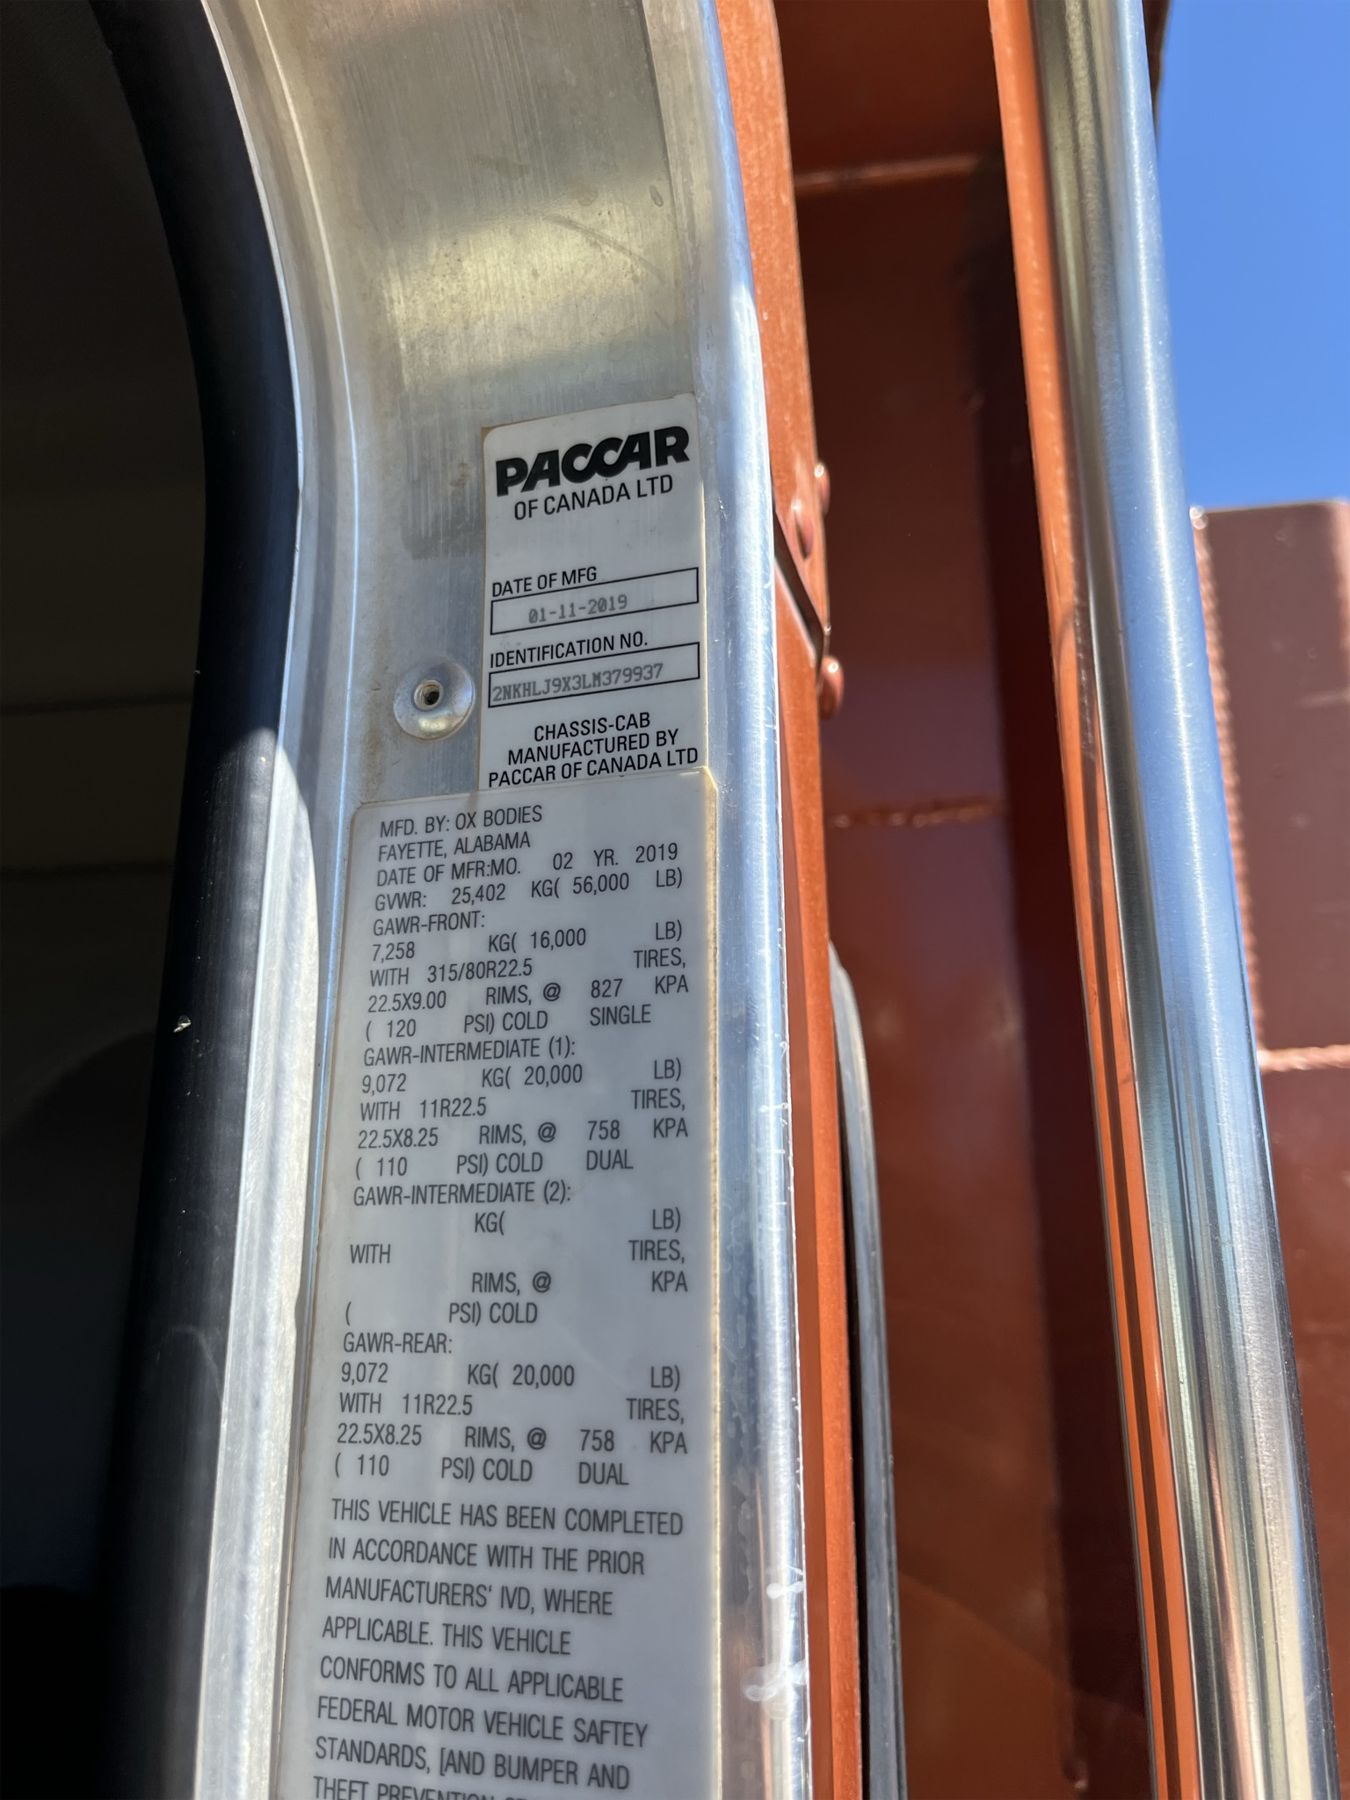 PACCAR
OF CANADA LTD
DATE OF MFG
01-11-2019
IDENTIFICATION NO.
2NKHLJ9X3LM379937
CHASSIS-CAB
MANUFACTURED BY
PACCAR OF CANADA LTD
MFD. BY: OX BODIES
FAYETTE, ALABAMA
DATE OF MFR:MO. 02 YR. 2019
GVWR: 25,402 KG( 56,000 LB)
GAWR-FRONT:
7,258 KG( 16,000 LB)
WITH 315/80R22.5 TIRES,
22.5X9.00 RIMS, @ 827 KPA
( 120 PSI) COLD SINGLE
GAWR-INTERMEDIATE (1):
9,072 KG( 20,000 LB)
WITH 11R22.5 TIRES,
22.5X8.25 RIMS, @ 758 KPA
( 110 PSI) COLD DUAL
GAWR-INTERMEDIATE (2):
KG( LB)
WITH TIRES,
RIMS, @ KPA
( PSI) COLD
GAWR-REAR:
9,072 KG( 20,000 LB)
WITH 11R22.5 TIRES,
22.5X8.25 RIMS, @ 758 KPA
( 110 PSI) COLD DUAL
THIS VEHICLE HAS BEEN COMPLETED
IN ACCORDANCE WITH THE PRIOR
MANUFACTURERS' IVD, WHERE
APPLICABLE. THIS VEHICLE
CONFORMS TO ALL APPLICABLE
FEDERAL MOTOR VEHICLE SAFTEY
STANDARDS, [AND BUMPER AND
THEFT PREVENTION